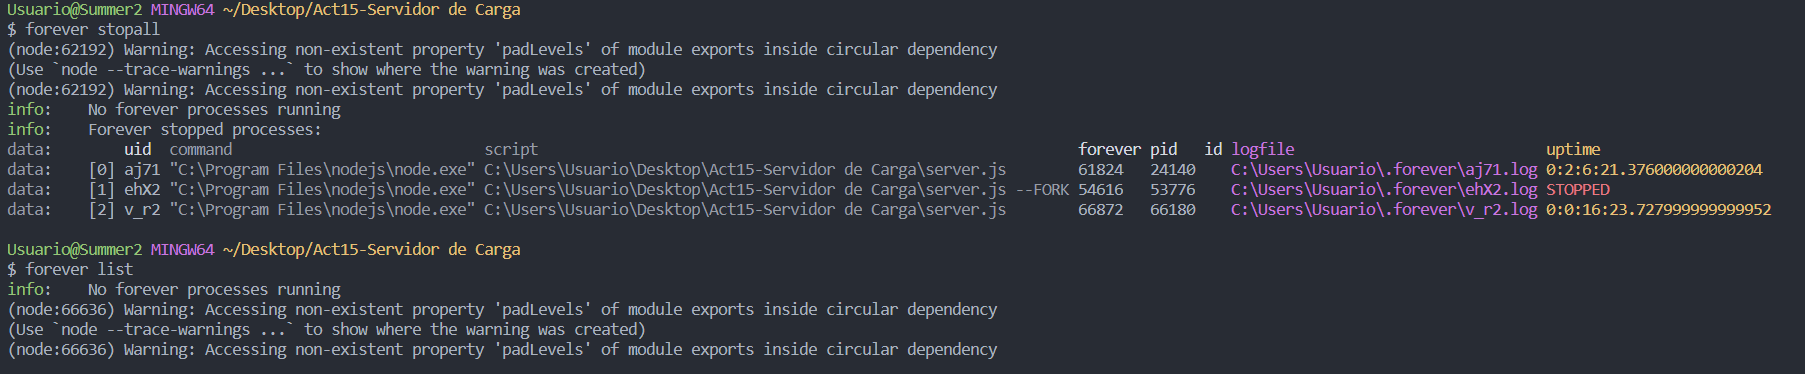 Usuario@Summer2 MINGW64 ~/Desktop/Act15-Servidor de Carga
$ forever stopall
(node:62192) Warning: Accessing non-existent property 'padLevels' of module exports inside circular dependency
(Use `node --trace-warnings ...` to show where the warning was created)
(node:62192) Warning: Accessing non-existent property 'padLevels' of module exports inside circular dependency
info:    No forever processes running
info:    Forever stopped processes:
data:        uid  command                            script                                                            forever pid   id logfile                            uptime
data:    [0] aj71 "C:\Program Files\nodejs\node.exe" C:\Users\Usuario\Desktop\Act15-Servidor de Carga\server.js        61824   24140    C:\Users\Usuario\.forever\aj71.log 0:2:6:21.376000000000204
data:    [1] ehX2 "C:\Program Files\nodejs\node.exe" C:\Users\Usuario\Desktop\Act15-Servidor de Carga\server.js --FORK 54616   53776    C:\Users\Usuario\.forever\ehX2.log STOPPED
data:    [2] v_r2 "C:\Program Files\nodejs\node.exe" C:\Users\Usuario\Desktop\Act15-Servidor de Carga\server.js        66872   66180    C:\Users\Usuario\.forever\v_r2.log 0:0:16:23.727999999999952
Usuario@Summer2 MINGW64 ~/Desktop/Act15-Servidor de Carga
$ forever list
info:    No forever processes running
(node:66636) Warning: Accessing non-existent property 'padLevels' of module exports inside circular dependency
(Use `node --trace-warnings ...` to show where the warning was created)
(node:66636) Warning: Accessing non-existent property 'padLevels' of module exports inside circular dependency